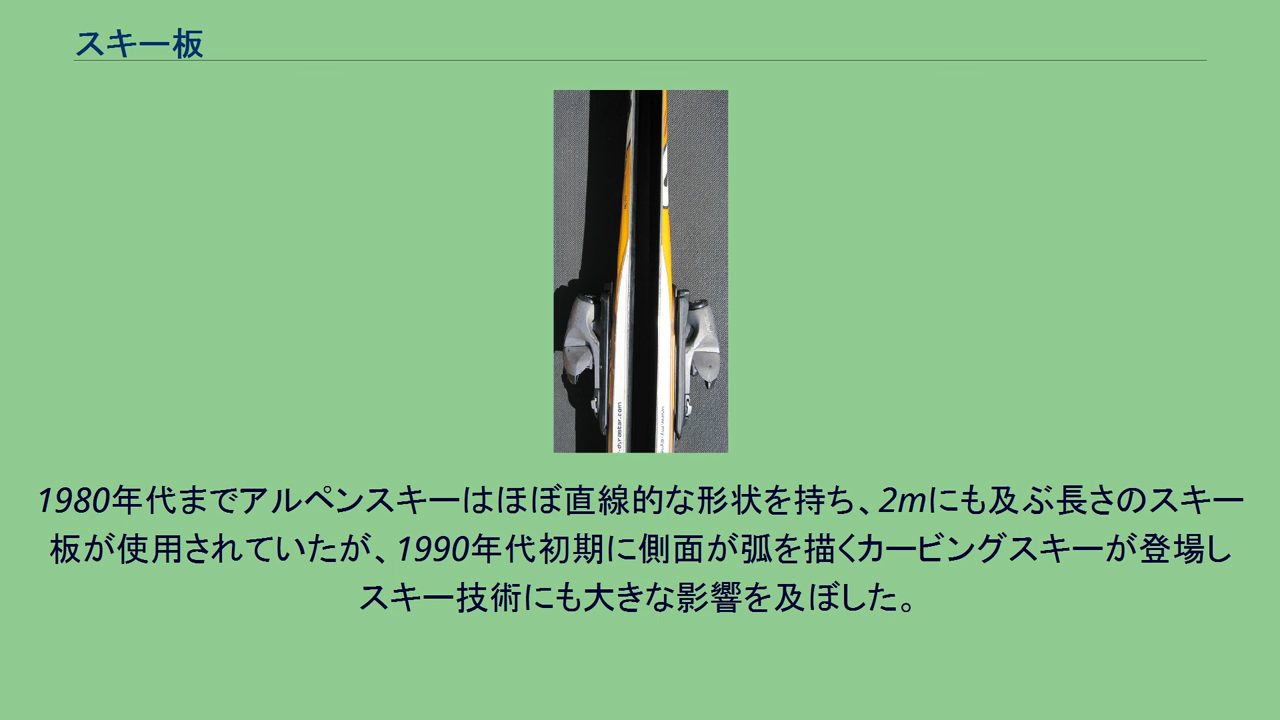 スキー板
dynastar.com
1980年代までアルペンスキーはほぼ直線的な形状を持ち、2mにも及ぶ長さのスキー
板が使用されていたが、1990年代初期に側面が弧を描くカービングスキーが登場し
スキー技術にも大きな影響を及ぼした。